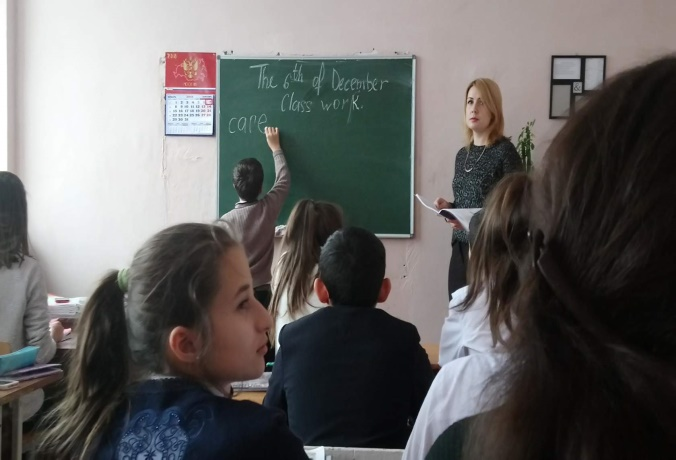 The 6th of December
Class work.
care